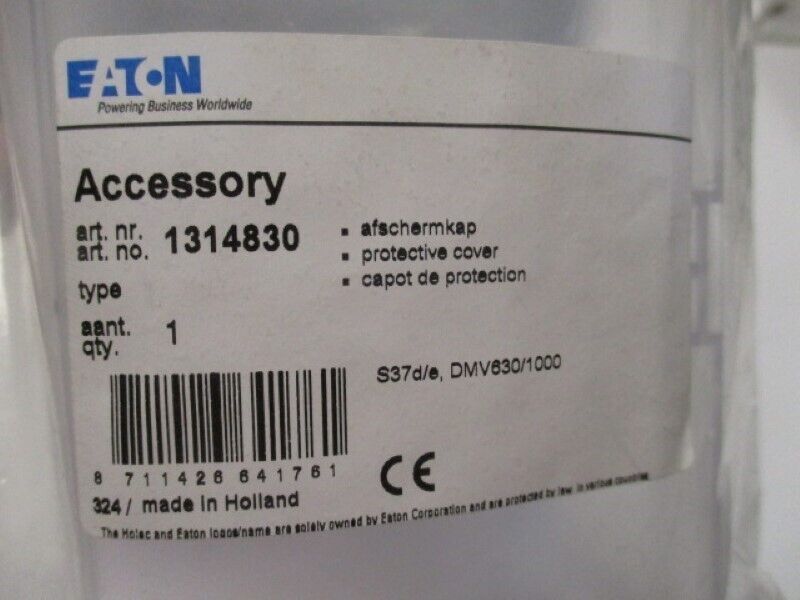 EATON
Powering Business Worldwide
Accessory
art. nr.
art. no. 1314830
▪ afschermkap
▪ protective cover
▪ capot de protection
type
aant.
qty. 1
S37d/e, DMV630/1000
8 711426 641761
CE
324 / made in Holland
The Holec and Eaton logos/name are solely owned by Eaton Corporation and are protected by law in various countries